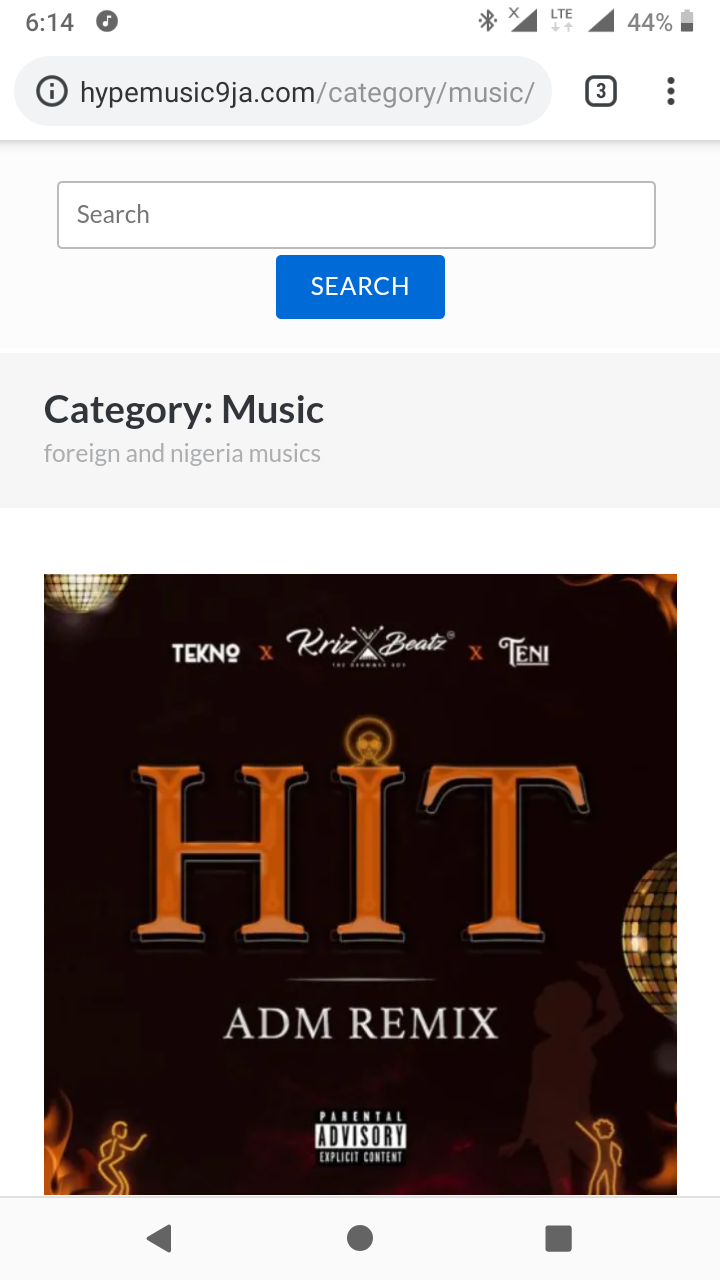 6:14 X LTE 44%
hypemusic9ja.com/category/music/ 3
Search
SEARCH
Category: Music
foreign and nigeria musics
TEKNO X Kriz Beatz X TENI
THE DRUMMER BOY
HIT
ADM REMIX
PARENTAL
ADVISORY
EXPLICIT CONTENT